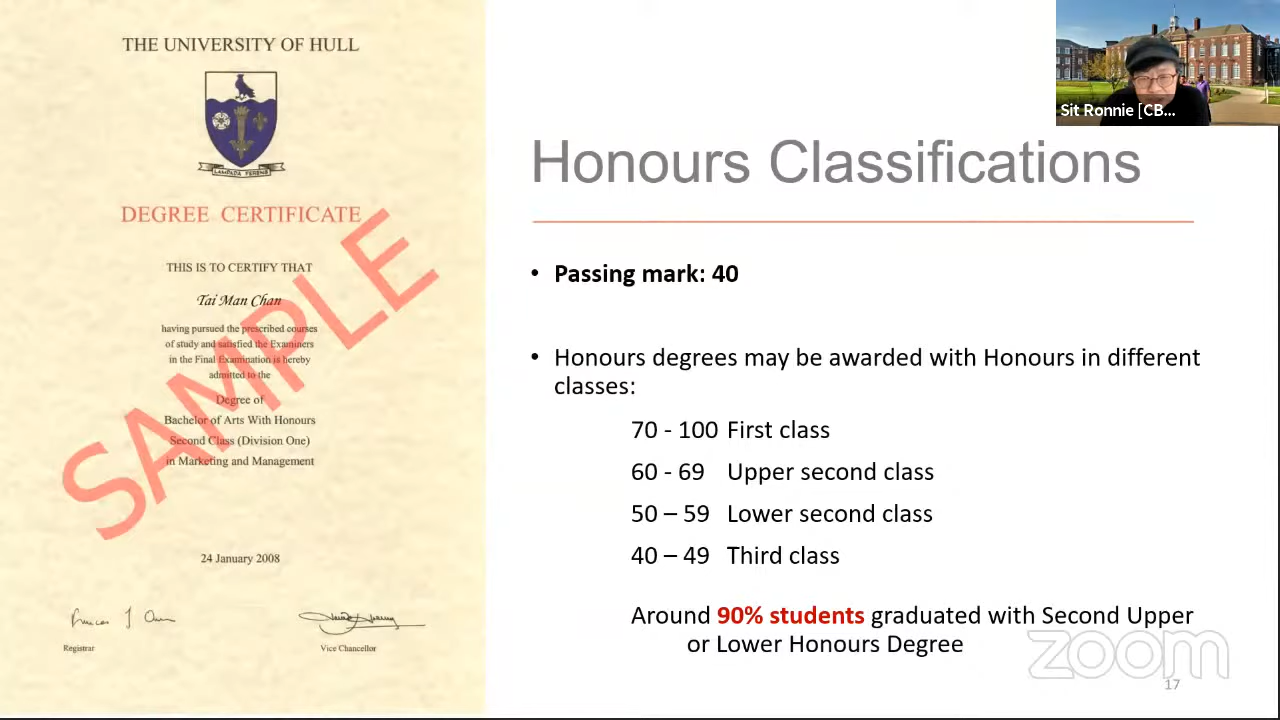 THE UNIVERSITY OF HULL
LAMPADA FERENS
DEGREE CERTIFICATE
THIS IS TO CERTIFY THAT
Tai Man Chan
having pursued the prescribed courses
of study and satisfied the Examiners
in the Final Examination is hereby
admitted to the
Degree of
Bachelor of Arts With Honours
Second Class (Division One)
in Marketing and Management
SAMPLE
24 January 2008
Registrar
Vice Chancellor
Sit Ronnie [CB...
Honours Classifications
• Passing mark: 40
• Honours degrees may be awarded with Honours in different
classes:
70 - 100 First class
60 - 69 Upper second class
50 – 59 Lower second class
40 – 49 Third class
Around 90% students graduated with Second Upper
or Lower Honours Degree
zoom
17